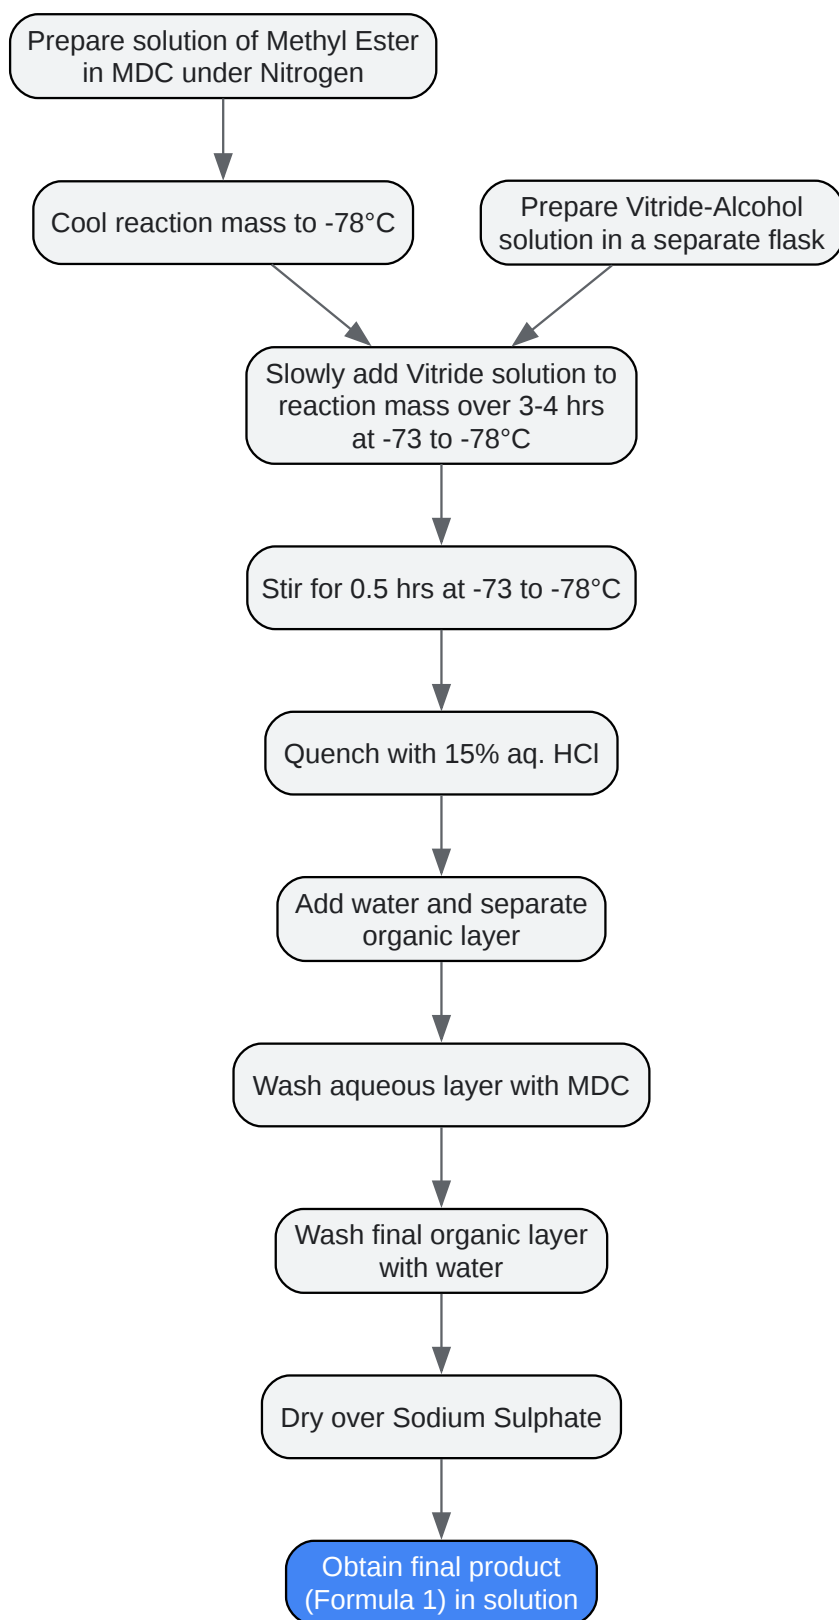 Prepare solution of Methyl Ester
in MDC under Nitrogen
Cool reaction mass to -78°C
Prepare Vitride-Alcohol
solution in a separate flask
Slowly add Vitride solution to
reaction mass over 3-4 hrs
at -73 to -78°C
Stir for 0.5 hrs at -73 to -78°C
Quench with 15% aq. HCl
Add water and separate
organic layer
Wash aqueous layer with MDC
Wash final organic layer
with water
Dry over Sodium Sulphate
Obtain final product
(Formula 1) in solution